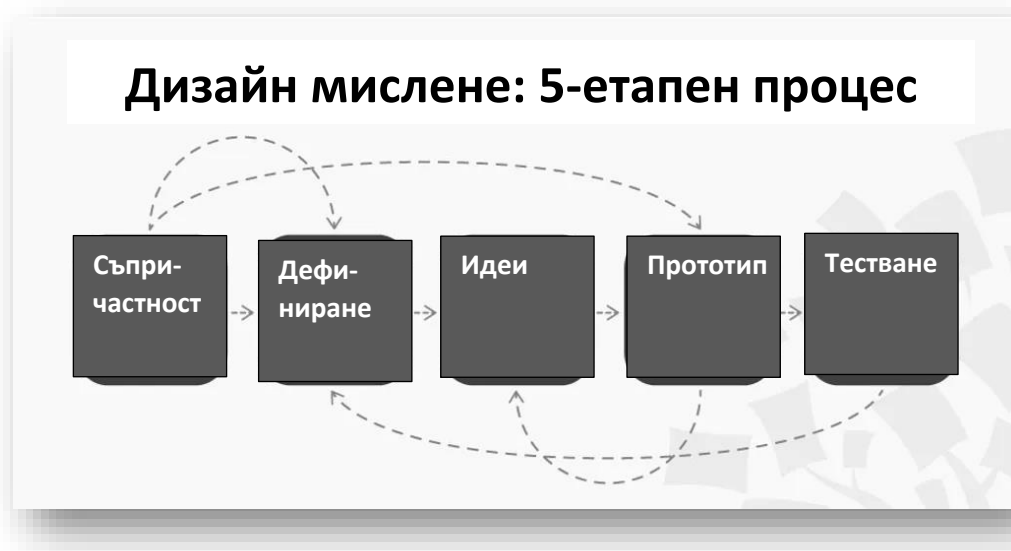 Дизайн мислене: 5-етапен процес
Съпри-
частност
Дефи-
ниране
Идеи
Прототип
Тестване